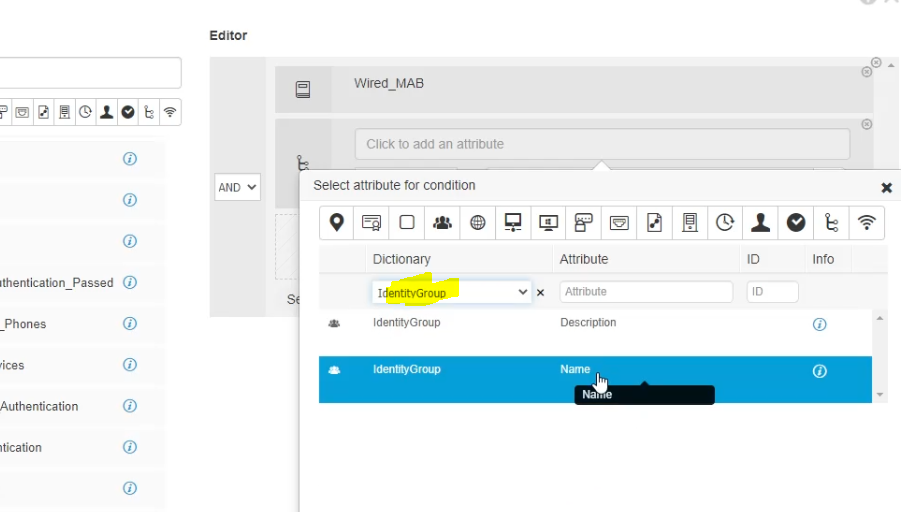 Editor
Wired_MAB
Click to add an attribute
AND
Select attribute for condition
Dictionary Attribute ID Info
IdentityGroup Attribute ID
IdentityGroup Description
IdentityGroup Name
Name
uthentication_Passed
_Phones
vices
Authentication
ntication
Se